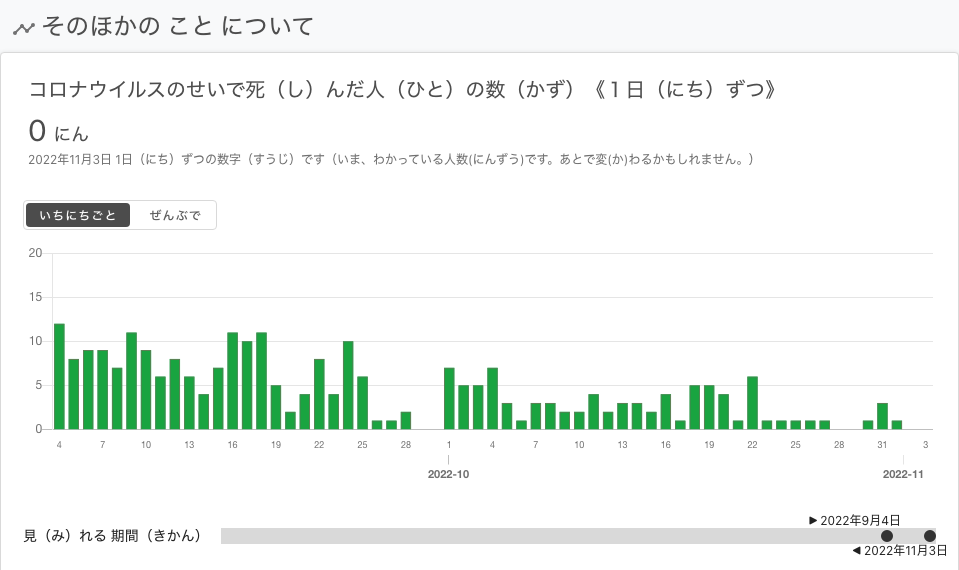 そのほかの こと について
コロナウイルスのせいで死（し）んだ人（ひと）の数（かず）《１日（にち）ずつ》
0 にん
2022年11月3日 1日（にち）ずつの数字（すうじ）です（いま、わかっている人数(にんずう)です。あとで変(か)わるかもしれません。）
いちにちごと ぜんぶで
20
15
10
5
0
4 7 10 13 16 19 22 25 28 1 4 7 10 13 16 19 22 25 28 31 3
2022-10 2022-11
▶ 2022年9月4日
見（み）れる 期間（きかん）
◀ 2022年11月3日